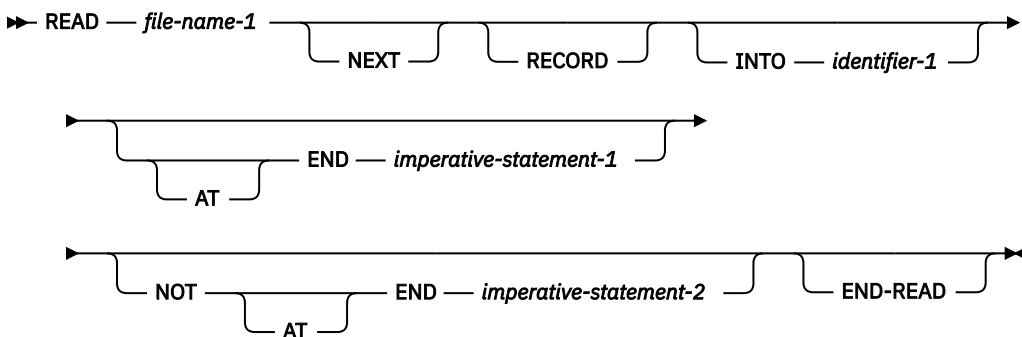 READ file-name-1
NEXT RECORD INTO identifier-1
END imperative-statement-1
AT
NOT END imperative-statement-2 END-READ
AT